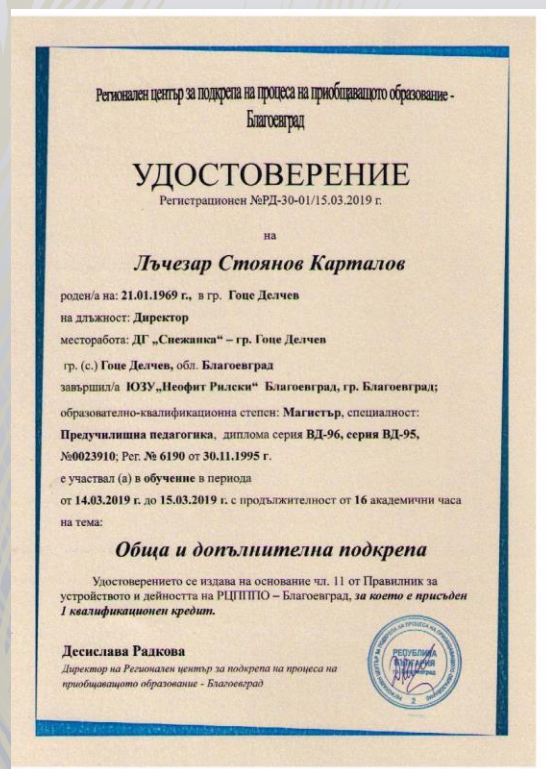 Регионален център за подкрепа на процеса на приобщаващото образование -
Благоевград
УДОСТОВЕРЕНИЕ
Регистрационен №РД-30-01/15.03.2019 г.
на
Лъчезар Стоянов Карталов
роден/а на: 21.01.1969 г., в гр. Гоце Делчев
на длъжност: Директор
месторабота: ДГ „Снежанка“ – гр. Гоце Делчев
гр. (с.) Гоце Делчев, обл. Благоевград
завършил/а ЮЗУ„Неофит Рилски“ Благоевград, гр. Благоевград;
образователно-квалификационна степен: Магистър, специалност:
Предучилищна педагогика, диплома серия ВД-96, серия ВД-95,
№0023910; Рег. № 6190 от 30.11.1995 г.
е участвал (а) в обучение в периода
от 14.03.2019 г. до 15.03.2019 г. с продължителност от 16 академични часа
на тема:
Обща и допълнителна подкрепа
Удостоверението се издава на основание чл. 11 от Правилник за
устройството и дейността на РЦПППО – Благоевград, за което е присъден
1 квалификационен кредит.
Десислава Радкова
Директор на Регионален център за подкрепа на процеса на
приобщаващото образование - Благоевград
РЕПУБЛИКА
БЪЛГАРИЯ
2